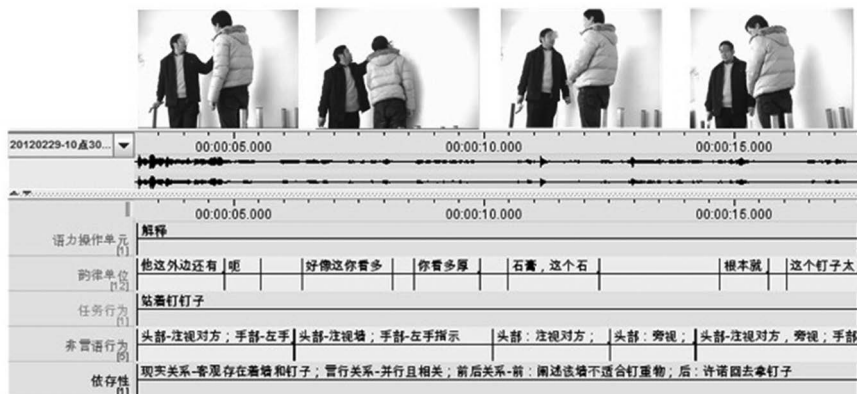 20120229-10点30...
00:00:05.000 00:00:10.000 00:00:15.000
00:00:05.000 00:00:10.000 00:00:15.000
语力操作单元 [1] 解释
韵律单位 [12] 他这外边还有 呃 好像这你看多 你看多厚 石膏，这个石 根本就 这个钉子太
任务行为 [1] 站着钉钉子
非言语行为 [5] 头部-注视对方；手部-左手 头部-注视墙；手部-左手指示 头部：注视对方； 头部：旁视； 头部-注视对方，旁视；手部
依存性 [1] 现实关系-客观存在着墙和钉子；言行关系-并行且相关；前后关系-前：阐述该墙不适合钉重物；后：许诺回去拿钉子